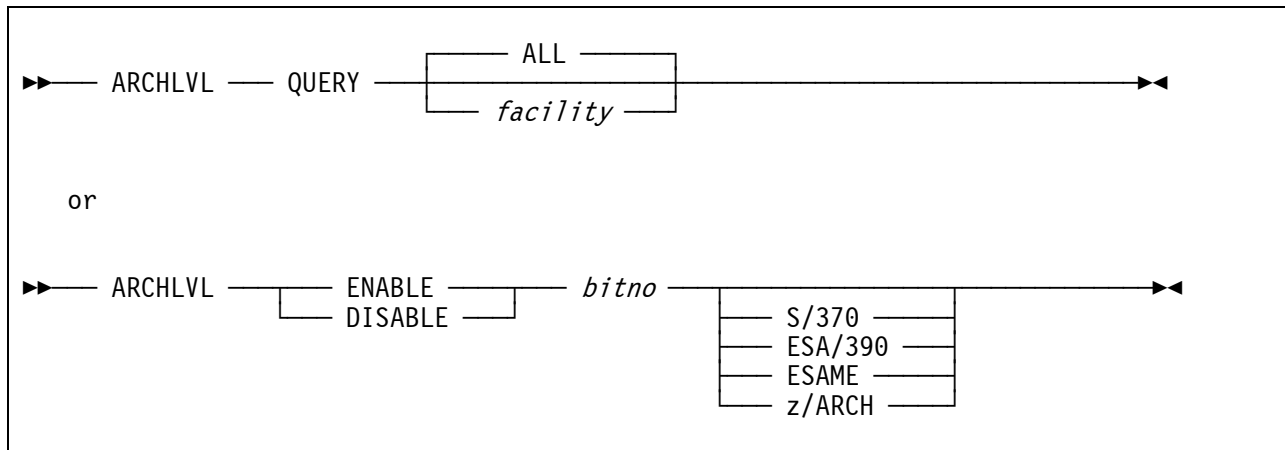 ALL
ARCHLVL QUERY
facility
or
ARCHLVL ENABLE bitno
DISABLE S/370
ESA/390
ESAME
z/ARCH